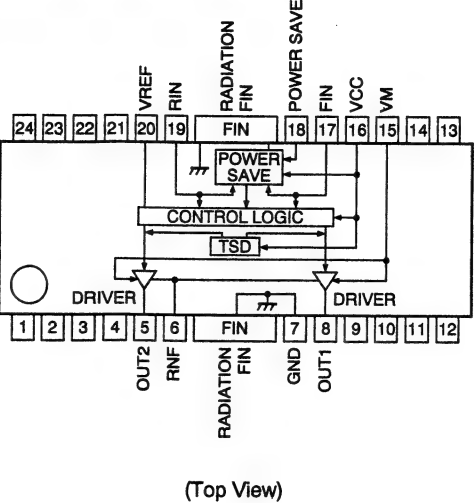 VREF
RIN
RADIATION
FIN
POWER SAVE
FIN
VCC
VM
24 23 22 21 20 19 FIN 18 17 16 15 14 13
POWER
SAVE
CONTROL LOGIC
TSD
DRIVER
DRIVER
1 2 3 4 5 6 FIN 7 8 9 10 11 12
OUT2
RNF
RADIATION
FIN
GND
OUT1
(Top View)